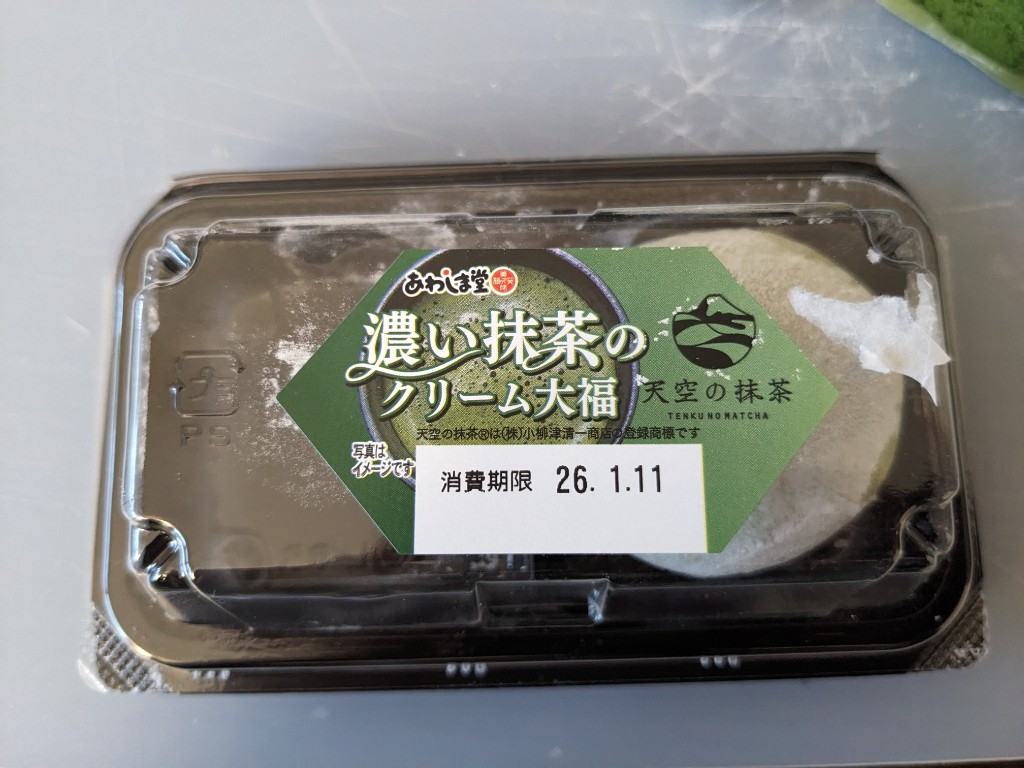 あわしま堂
濃い抹茶の
クリーム大福
天空の抹茶
TENKU NO MATCHA
天空の抹茶®は(株)小柳津清一商店の登録商標です
写真は
イメージです
消費期限 26. 1.11
PS